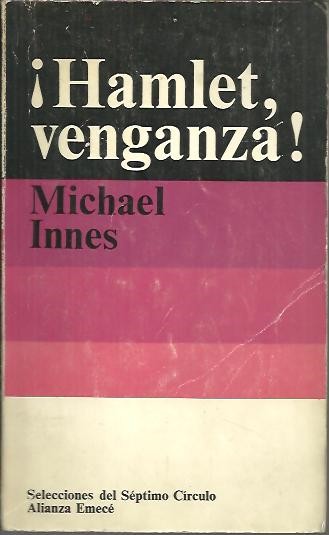 ¡Hamlet,
venganza!
Michael
Innes
Selecciones del Séptimo Círculo
Alianza Emecé